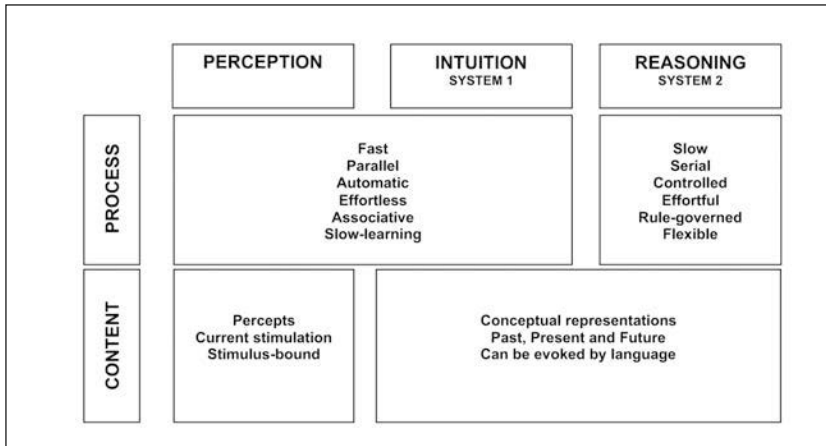 PERCEPTION
INTUITION
SYSTEM 1
REASONING
SYSTEM 2
PROCESS
Fast
Parallel
Automatic
Effortless
Associative
Slow-learning
Slow
Serial
Controlled
Effortful
Rule-governed
Flexible
CONTENT
Percepts
Current stimulation
Stimulus-bound
Conceptual representations
Past, Present and Future
Can be evoked by language